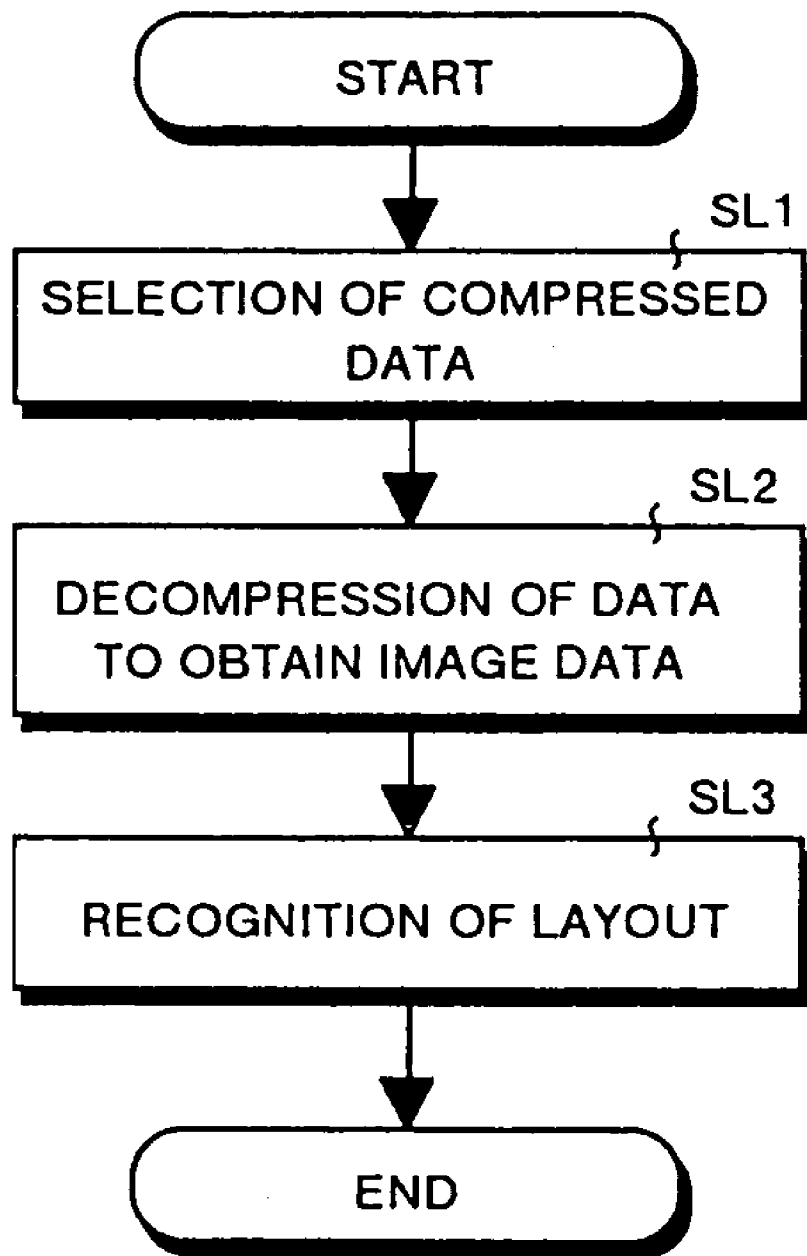 START
SL1
SELECTION OF COMPRESSED
DATA
SL2
DECOMPRESSION OF DATA
TO OBTAIN IMAGE DATA
SL3
RECOGNITION OF LAYOUT
END